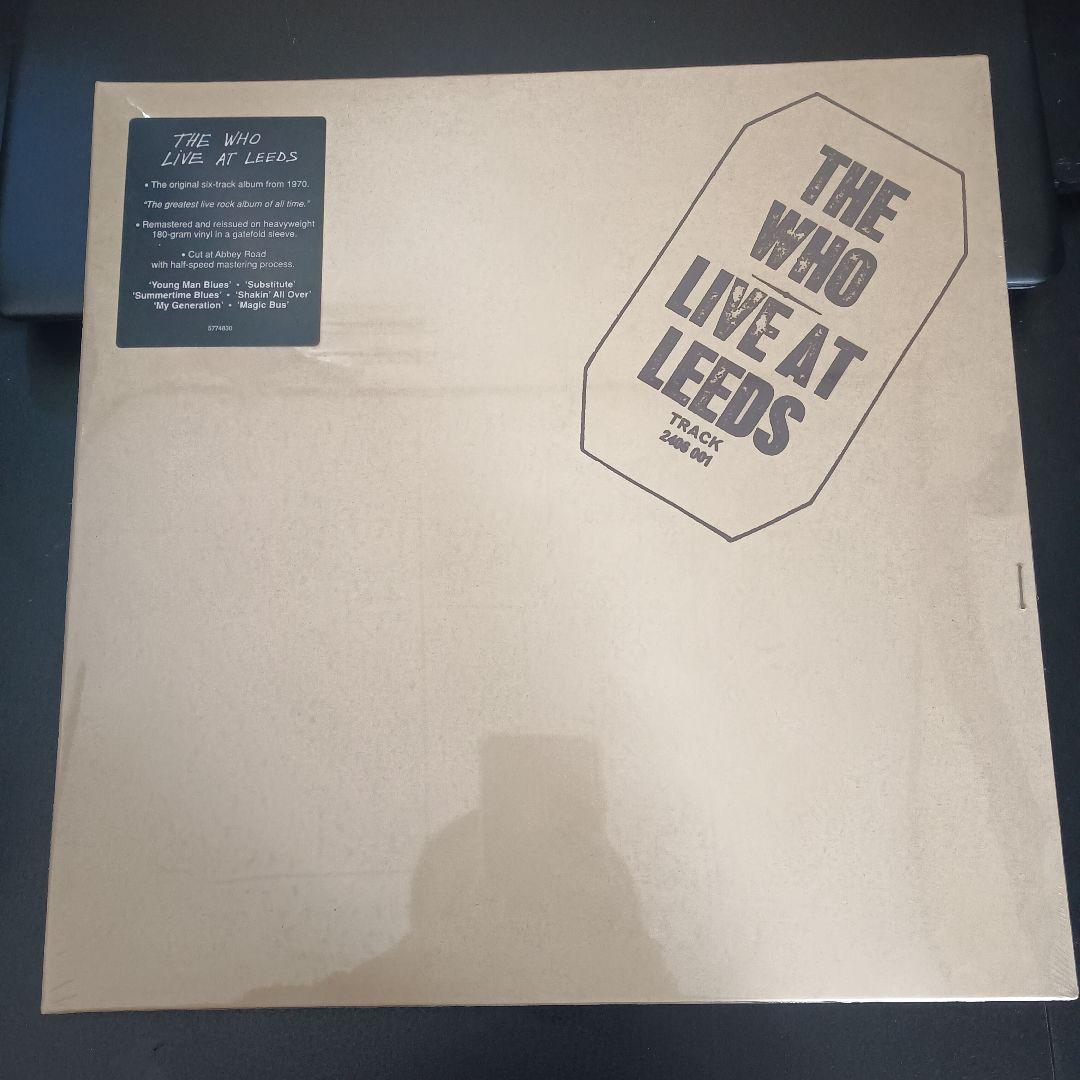 THE WHO
LiVE AT LEEDS
• The original six-track album from 1970.
"The greatest live rock album of all time."
• Remastered and reissued on heavyweight
180-gram vinyl in a gatefold sleeve.
• Cut at Abbey Road
with half-speed mastering process.
'Young Man Blues' • 'Substitute'
'Summertime Blues' • 'Shakin' All Over'
'My Generation' • 'Magic Bus'
5774830
THE
WHO
LIVE AT
LEEDS
TRACK
2406 001